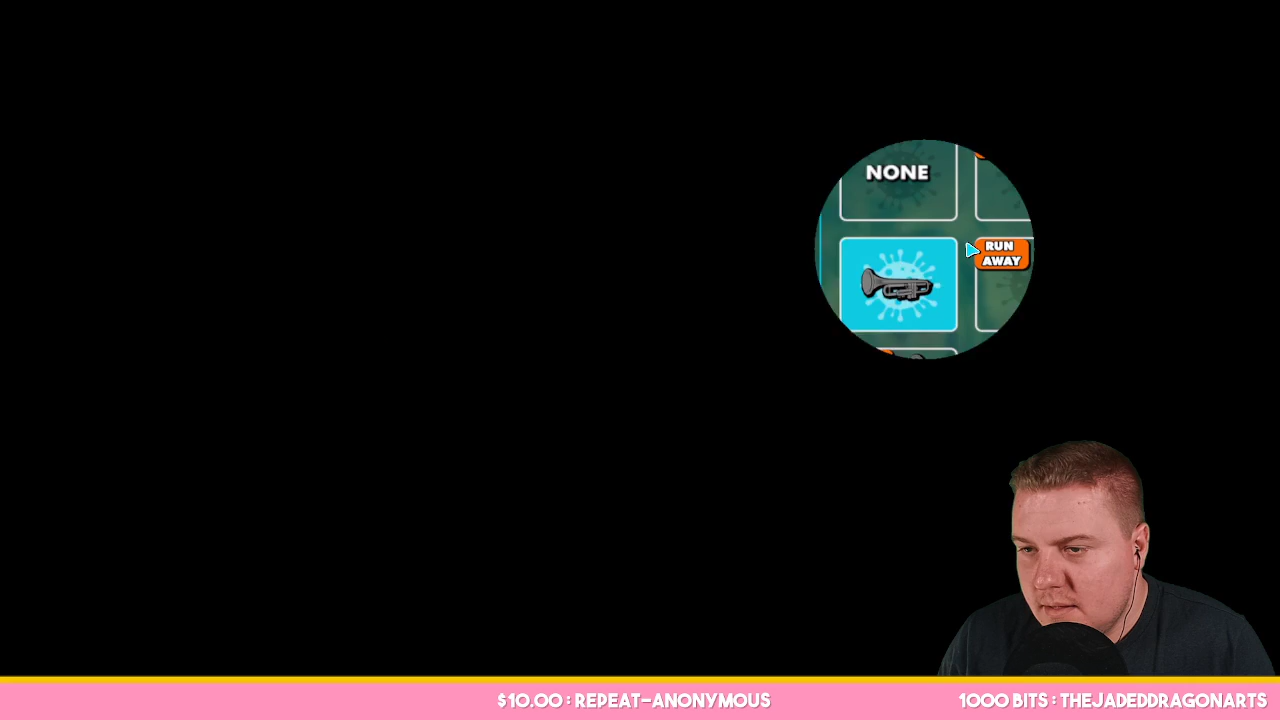 NONE
RUN
AWAY
$10.00 : REPEAT-ANONYMOUS
1000 BITS : THEJADEDDRAGONARTS